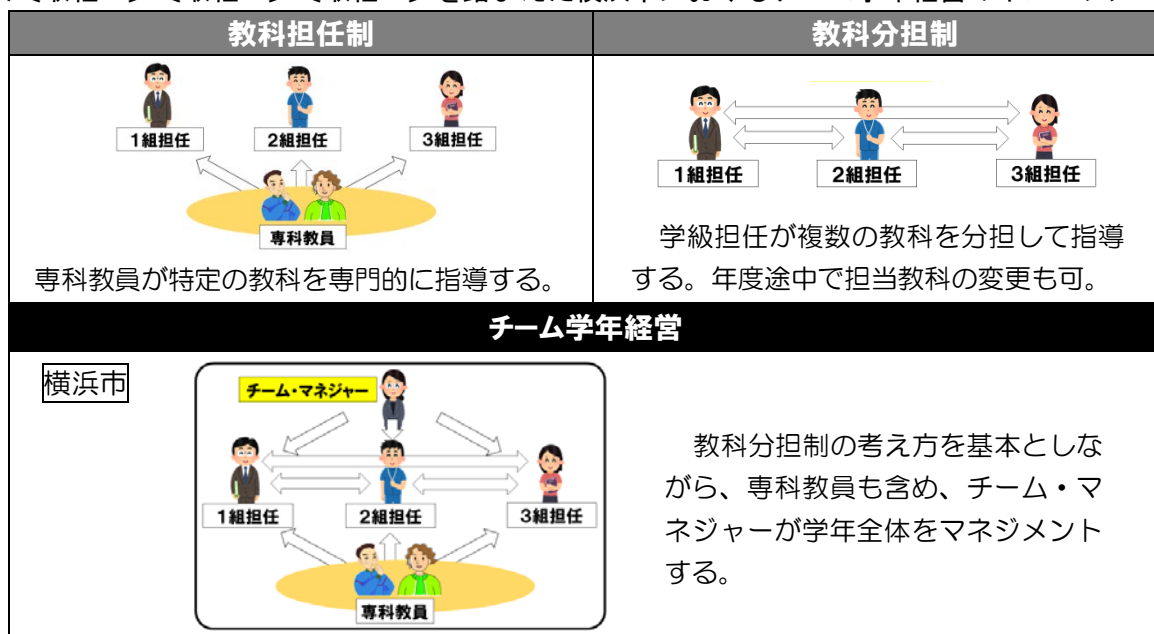 教科担任制
教科分担制
1組担任
2組担任
3組担任
専科教員
専科教員が特定の教科を専門的に指導する。
1組担任
2組担任
3組担任
学級担任が複数の教科を分担して指導
する。年度途中で担当教科の変更も可。
チーム学年経営
横浜市
チーム・マネジャー
1組担任
2組担任
3組担任
専科教員
教科分担制の考え方を基本としな
がら、専科教員も含め、チーム・マ
ネジャーが学年全体をマネジメント
する。